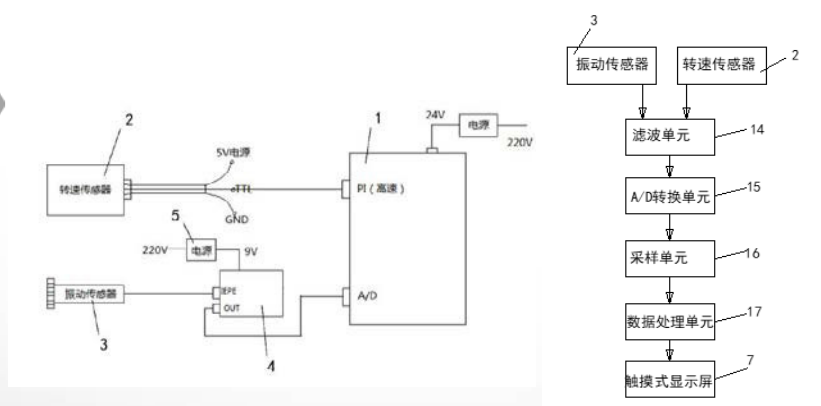 2
5V电源
转速传感器
eTTL
GND
5
220V
电源
9V
振动传感器
IEPE
OUT
3
4
1
24V
电源
220V
PI(高速)
A/D
3
振动传感器
转速传感器
2
滤波单元
14
A/D转换单元
15
采样单元
16
数据处理单元
17
7
触摸式显示屏